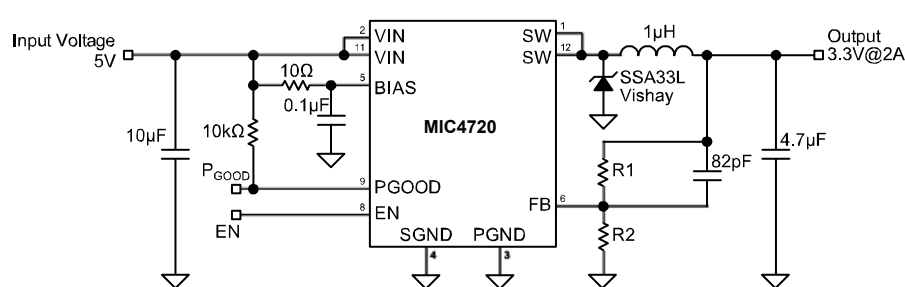 Input Voltage
5V
10µF
10kΩ
10Ω
0.1µF
P_GOOD
EN
2
VIN
11
VIN
5
BIAS
MIC4720
9
PGOOD
8
EN
SGND
4
PGND
3
SW
1
SW
12
FB
6
1µH
SSA33L
Vishay
R1
R2
82pF
4.7µF
Output
3.3V@2A